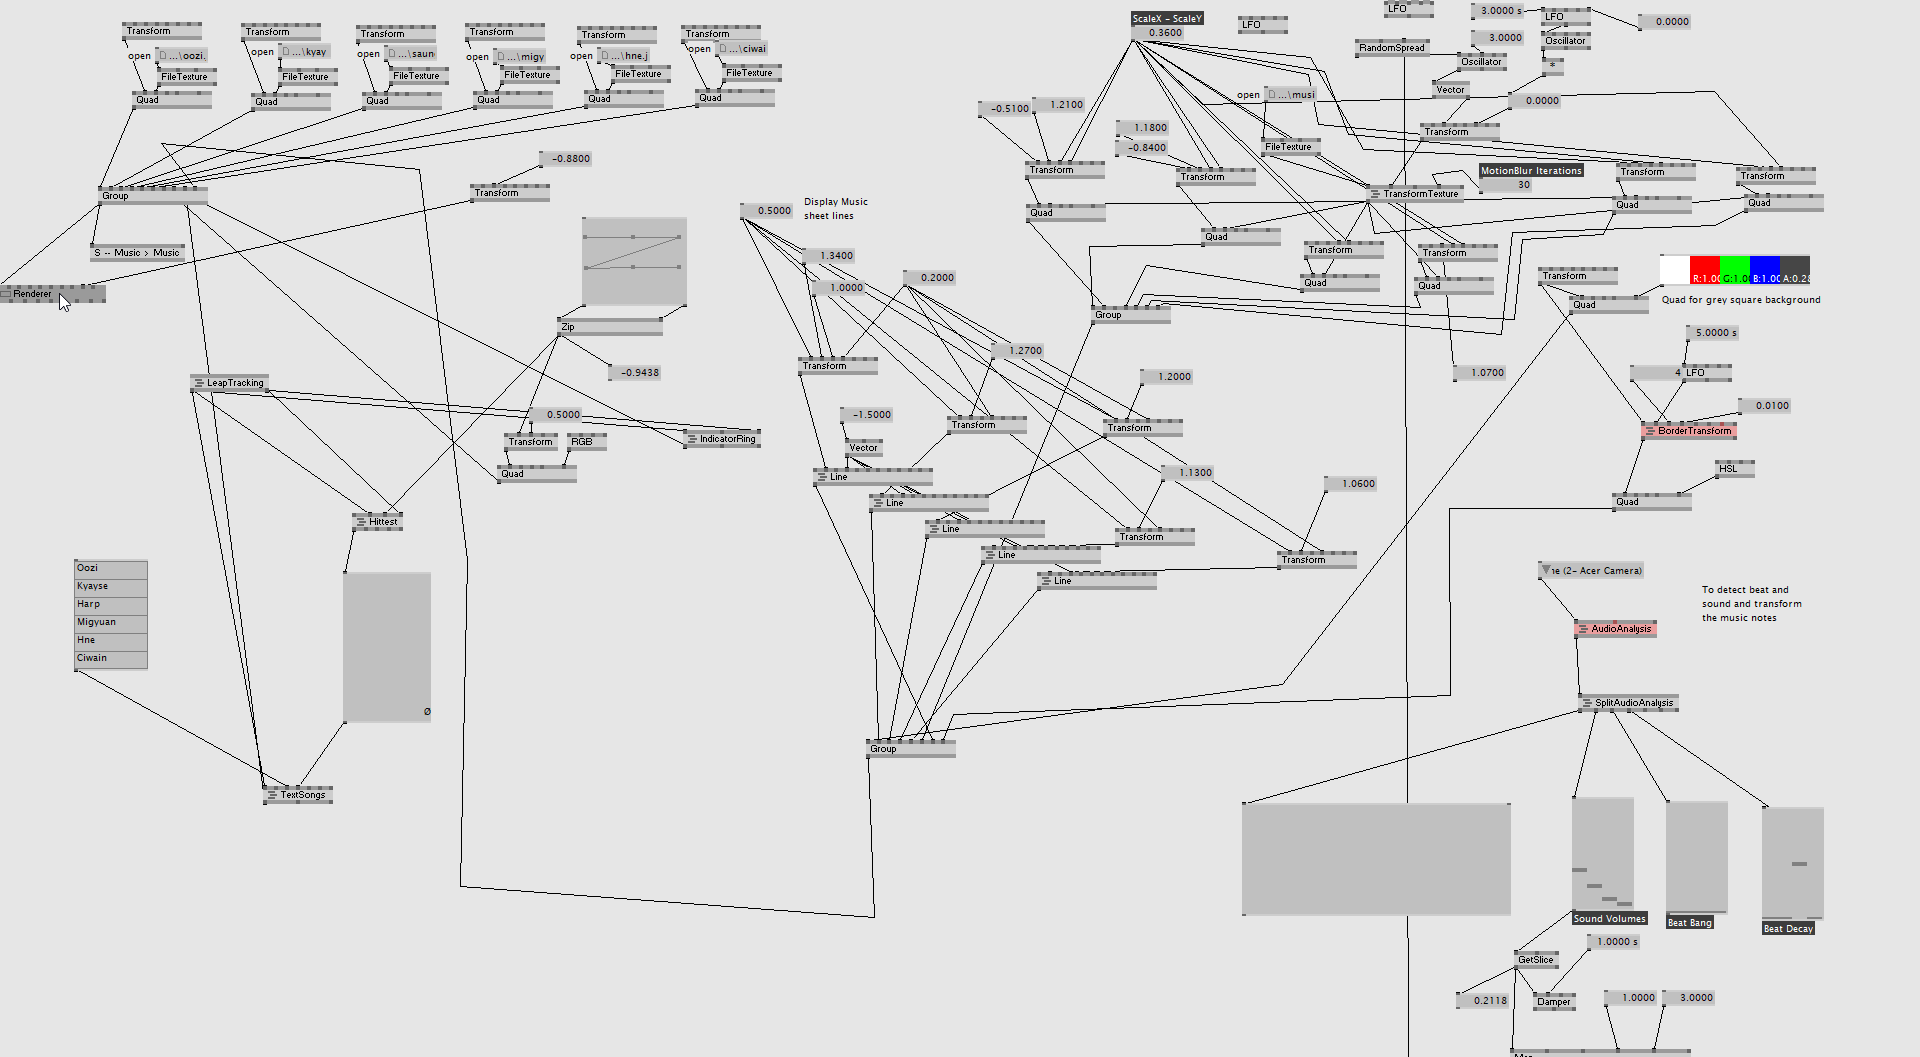 Transform
open
...\oozi.
FileTexture
Quad
Transform
open
...\kyay
FileTexture
Quad
Transform
open
...\saun
FileTexture
Quad
Transform
open
...\migy
FileTexture
Quad
Transform
open
...\hne.j
FileTexture
Quad
Transform
open
...\ciwai
FileTexture
Quad
-0.8800
Transform
Group
S -- Music > Music
Renderer
LeapTracking
Zip
-0.9438
0.5000
Transform
RGB
Quad
IndicatorRing
Hittest
Oozi
Kyayse
Harp
Migyuan
Hne
Ciwain
Ø
TextSongs
0.5000
Display Music
sheet lines
1.3400
1.0000
0.2000
Transform
1.2700
1.2000
-1.5000
Vector
Transform
Transform
Line
Line
Line
Line
Line
1.1300
1.0600
Transform
Transform
Group
ScaleX - ScaleY
0.3600
LFO
LFO
3.0000 s
LFO
0.0000
RandomSpread
3.0000
Oscillator
Oscillator
*
Vector
0.0000
Transform
-0.5100
1.2100
1.1800
-0.8400
open
...\musi
FileTexture
Transform
Transform
Quad
Quad
TransformTexture
MotionBlur Iterations
30
Transform
Quad
Transform
Quad
Transform
Quad
Transform
Quad
Group
1.0700
Transform
Quad
R:1.00
G:1.00
B:1.00
A:0.28
Quad for grey square background
5.0000 s
4
LFO
0.0100
BorderTransform
HSL
Quad
ne (2- Acer Camera)
To detect beat and
sound and transform
the music notes
AudioAnalysis
SplitAudioAnalysis
Sound Volumes
Beat Bang
Beat Decay
1.0000 s
GetSlice
0.2118
Damper
1.0000
3.0000